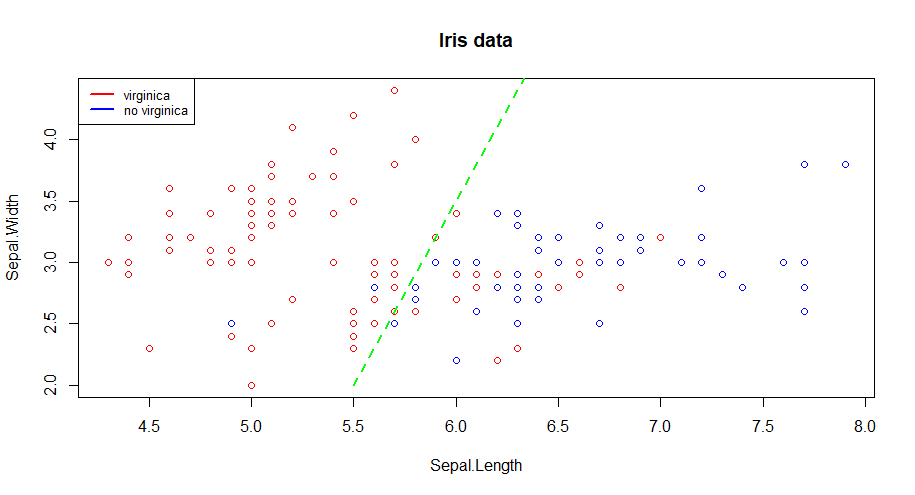 Iris data
virginica
no virginica
Sepal.Width
4.0
3.5
3.0
2.5
2.0
4.5 5.0 5.5 6.0 6.5 7.0 7.5 8.0
Sepal.Length